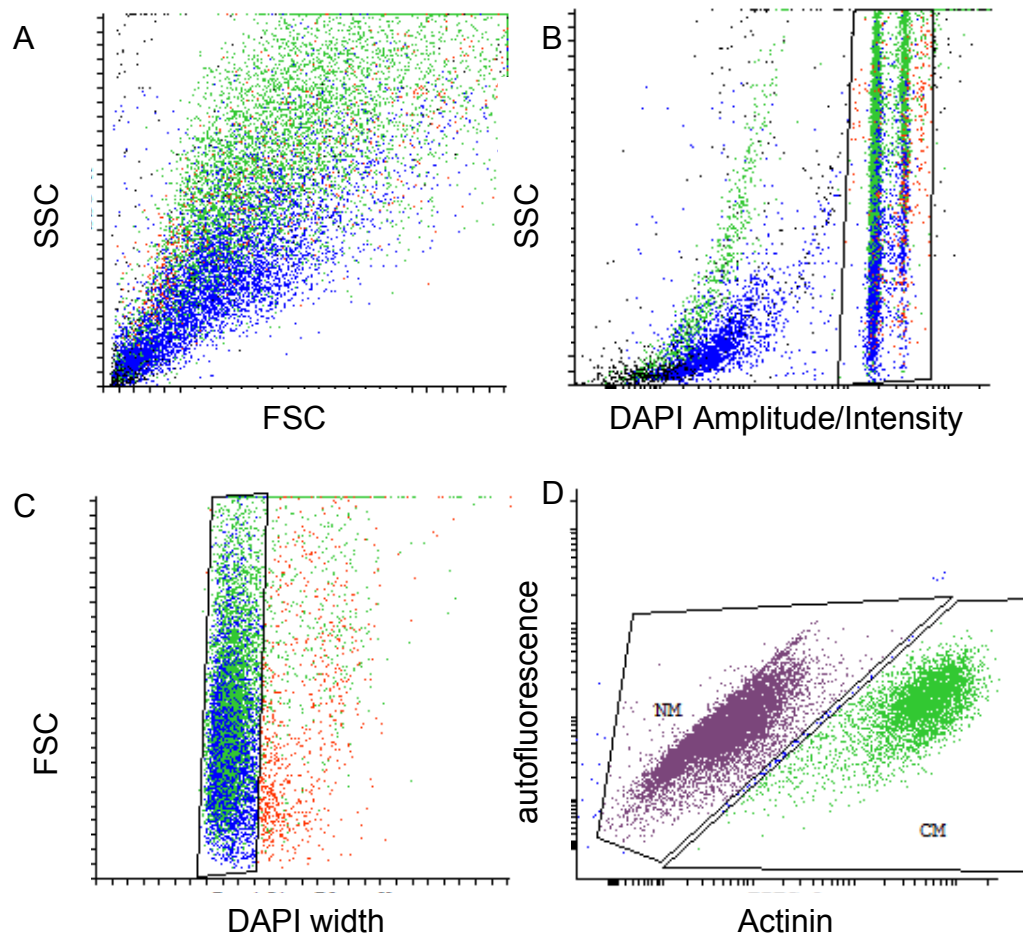 A
SSC
FSC
B
SSC
DAPI Amplitude/Intensity
C
FSC
DAPI width
D
autofluorescence
NM
CM
Actinin